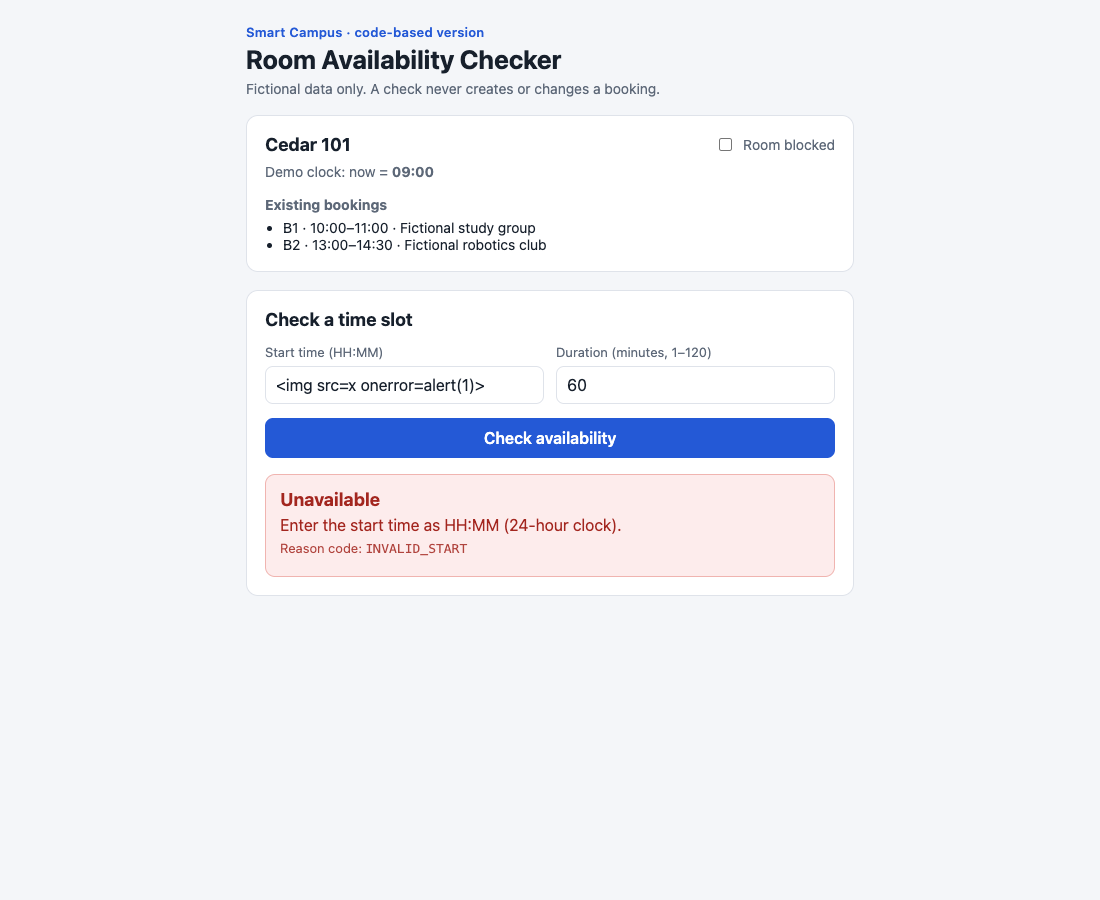 Smart Campus · code-based version
Room Availability Checker
Fictional data only. A check never creates or changes a booking.
Cedar 101
Room blocked
Demo clock: now = 09:00
Existing bookings
• B1 · 10:00–11:00 · Fictional study group
• B2 · 13:00–14:30 · Fictional robotics club
Check a time slot
Start time (HH:MM)
Duration (minutes, 1–120)
<img src=x onerror=alert(1)>
60
Check availability
Unavailable
Enter the start time as HH:MM (24-hour clock).
Reason code: INVALID_START